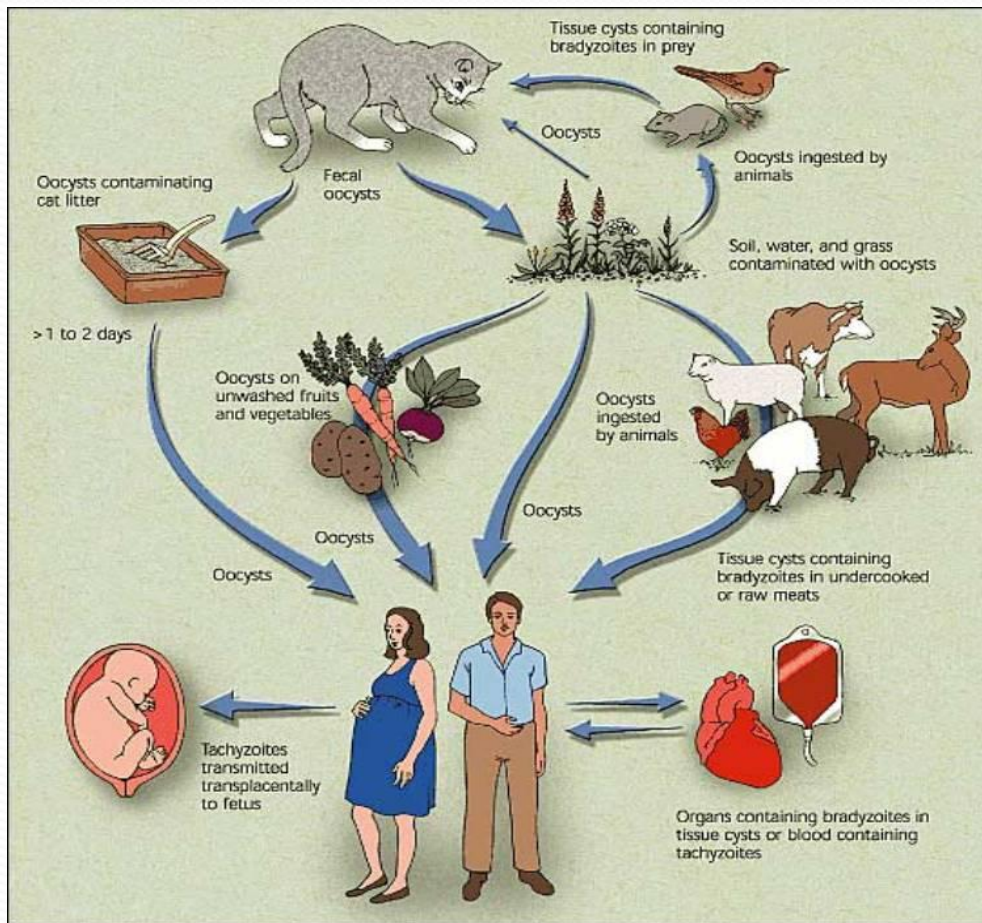 Tissue cysts containing
bradyzoites in prey
Oocysts
Oocysts ingested by
animals
Fecal
oocysts
Oocysts contaminating
cat litter
Soil, water, and grass
contaminated with oocysts
>1 to 2 days
Oocysts on
unwashed fruits
and vegetables
Oocysts
ingested
by animals
Oocysts
Oocysts
Oocysts
Tissue cysts containing
bradyzoites in undercooked
or raw meats
Tachyzoites
transmitted
transplacentally
to fetus
Organs containing bradyzoites in
tissue cysts or blood containing
tachyzoites